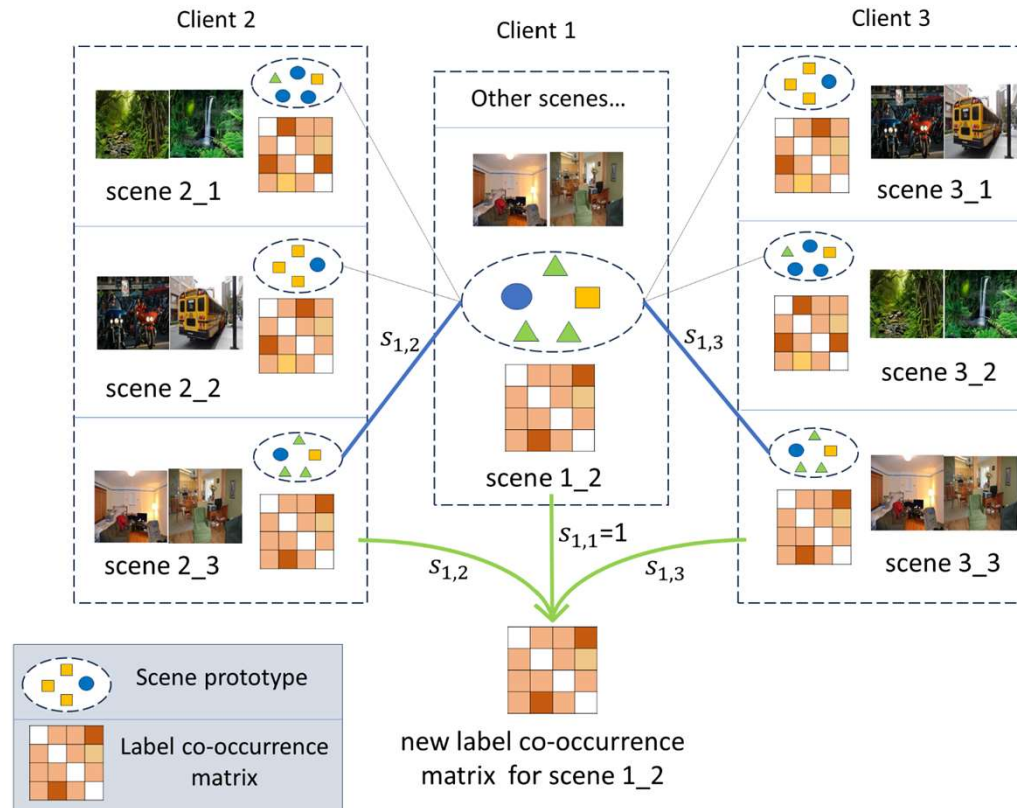 Client 2
Client 1
Client 3
Other scenes...
scene 2_1
scene 3_1
scene 2_2
scene 3_2
s1,2
s1,3
scene 1_2
scene 2_3
scene 3_3
s1,2
s1,1=1
s1,3
Scene prototype
Label co-occurrence
matrix
new label co-occurrence
matrix for scene 1_2